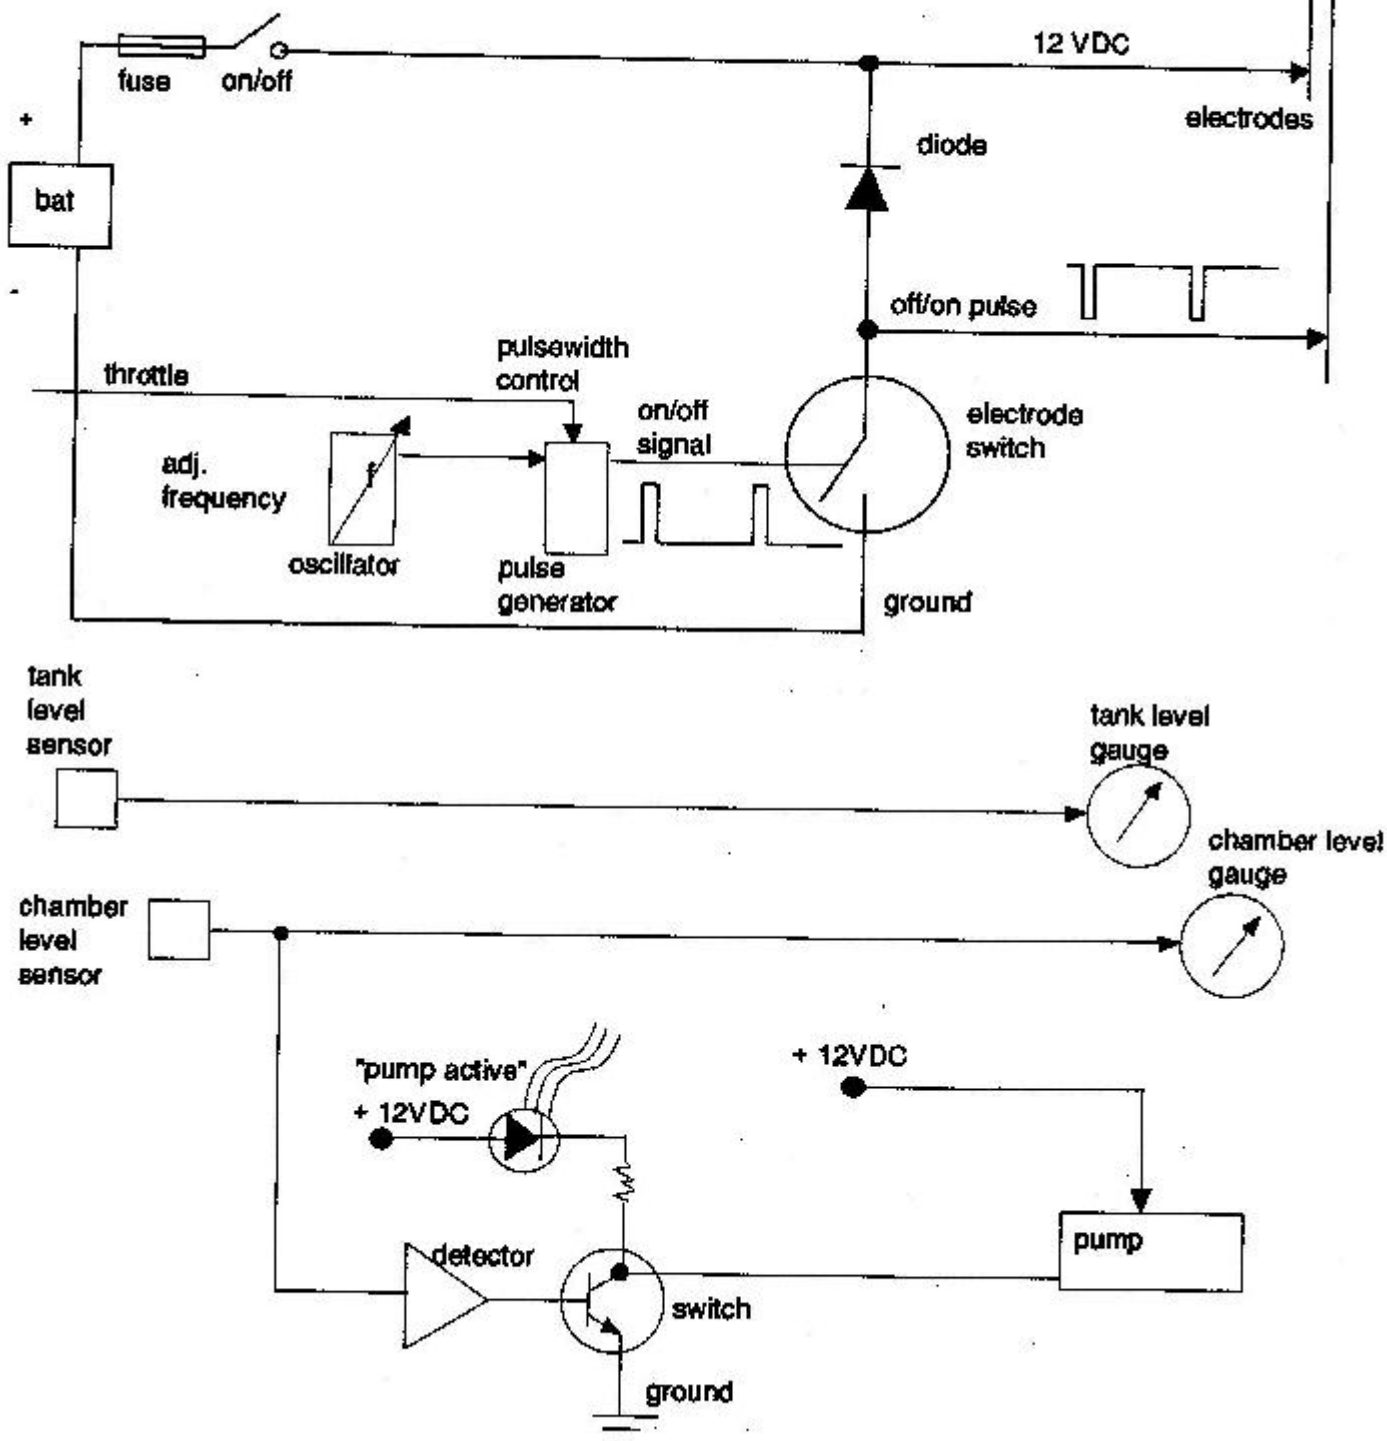 12 VDC
fuse
on/off
electrodes
+
diode
bat
-
off/on pulse
pulsewidth
control
throttle
on/off
signal
electrode
switch
adj.
frequency
f
oscillator
pulse
generator
ground
tank
level
sensor
tank level
gauge
chamber level
gauge
chamber
level
sensor
"pump active"
+ 12VDC
+ 12VDC
pump
detector
switch
ground